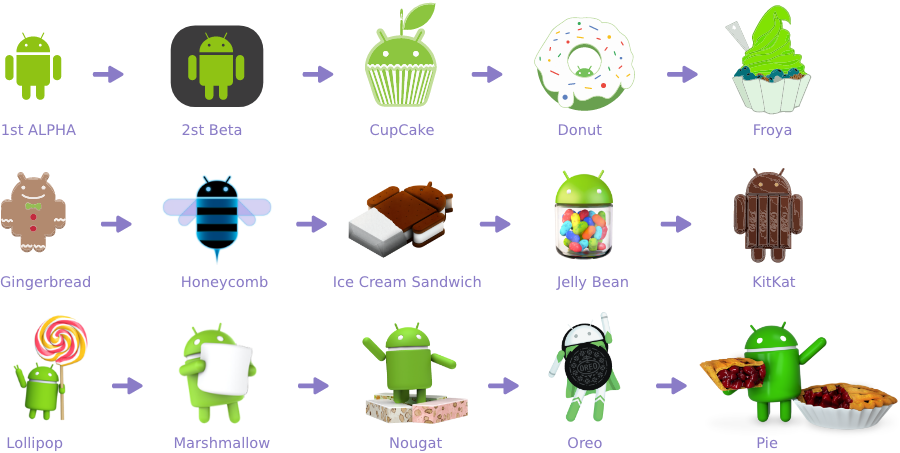 1st ALPHA
2st Beta
CupCake
Donut
Froya
Gingerbread
Honeycomb
Ice Cream Sandwich
Jelly Bean
KitKat
OREO
Lollipop
Marshmallow
Nougat
Oreo
Pie